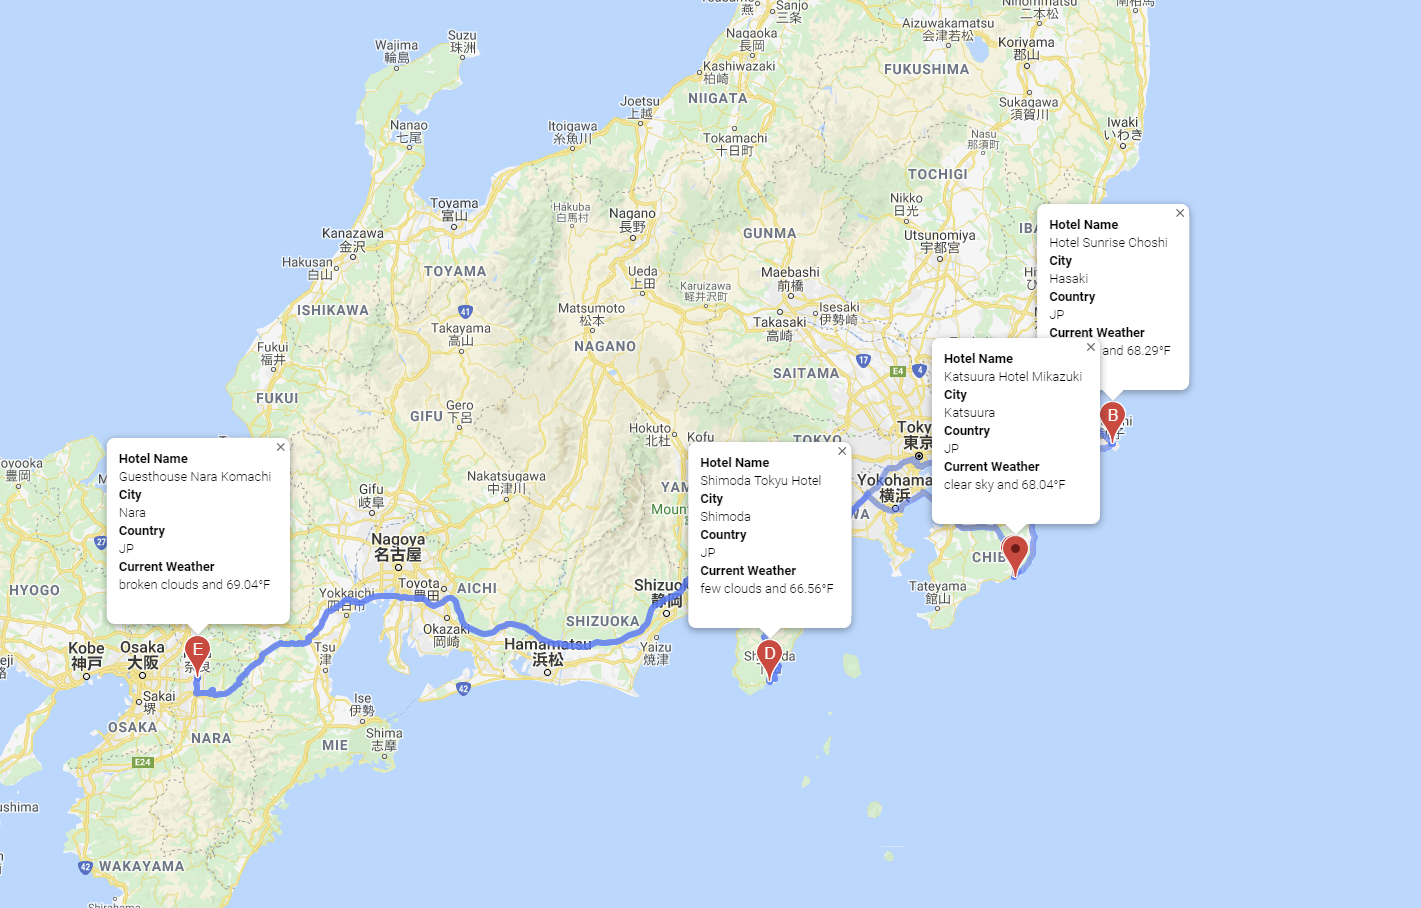 燕
Sanjo
三条
Aizuwakamatsu
会津若松
二本松
南相馬
Nagaoka
長岡
Koriyama
郡山
Suzu
珠洲
Wajima
輪島
Kashiwazaki
柏崎
FUKUSHIMA
NIIGATA
Joetsu
上越
Sukagawa
須賀川
Nanao
七尾
Itoigawa
糸魚川
Tokamachi
十日町
Nasu
那須町
Iwaki
いわき
TOCHIGI
Toyama
富山
Hakuba
白馬村
Nagano
長野
Nikko
日光
Kanazawa
金沢
GUNMA
Utsunomiya
宇都宮
Hakusan
白山
TOYAMA
Ueda
上田
Karuizawa
軽井沢町
Maebashi
前橋
ISHIKAWA
41
Matsumoto
松本
Isesaki
伊勢崎
Takasaki
高崎
Takayama
高山
Fukui
福井
NAGANO
17
E4
4
SAITAMA
FUKUI
GIFU
Gero
下呂
Hokuto
北杜
Kofu
TOKYO
東京
豊岡
Nakatsugawa
中津川
Gifu
岐阜
Yokohama
横浜
27
Nagoya
名古屋
HYOGO
Toyota
豊田
AICHI
Yokkaichi
四日市
静岡
SHIZUOKA
Okazaki
岡崎
Hamamatsu
浜松
Yaizu
焼津
Tateyama
館山
Kobe
神戸
Osaka
大阪
Tsu
津
42
Sakai
堺
Ise
伊勢
OSAKA
NARA
MIE
Shima
志摩
E24
42
WAKAYAMA
Hotel Name
Hotel Sunrise Choshi
City
Hasaki
Country
JP
Current Weather
and 68.29°F
B
Hotel Name
Katsuura Hotel Mikazuki
City
Katsuura
Country
JP
Current Weather
clear sky and 68.04°F
Hotel Name
Shimoda Tokyu Hotel
City
Shimoda
Country
JP
Current Weather
few clouds and 66.56°F
D
Hotel Name
Guesthouse Nara Komachi
City
Nara
Country
JP
Current Weather
broken clouds and 69.04°F
E